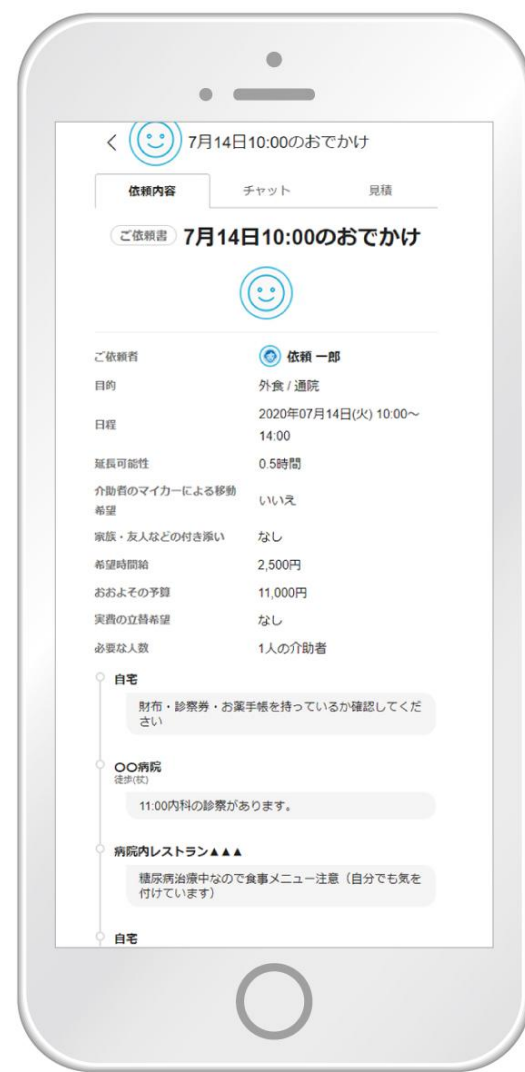 7月14日10:00のおでかけ
依頼内容 チャット 見積
ご依頼書 7月14日10:00のおでかけ
ご依頼者 依頼 一郎
目的 外食 / 通院
日程 2020年07月14日(火) 10:00～
14:00
延長可能性 0.5時間
介助者のマイカーによる移動
希望 いいえ
家族・友人などの付き添い なし
希望時間給 2,500円
おおよその予算 11,000円
実費の立替希望 なし
必要な人数 1人の介助者
自宅
財布・診察券・お薬手帳を持っているか確認してくだ
さい
〇〇病院
徒歩(杖)
11:00内科の診察があります。
病院内レストラン▲▲▲
糖尿病治療中なので食事メニュー注意（自分でも気を
付けています）
自宅